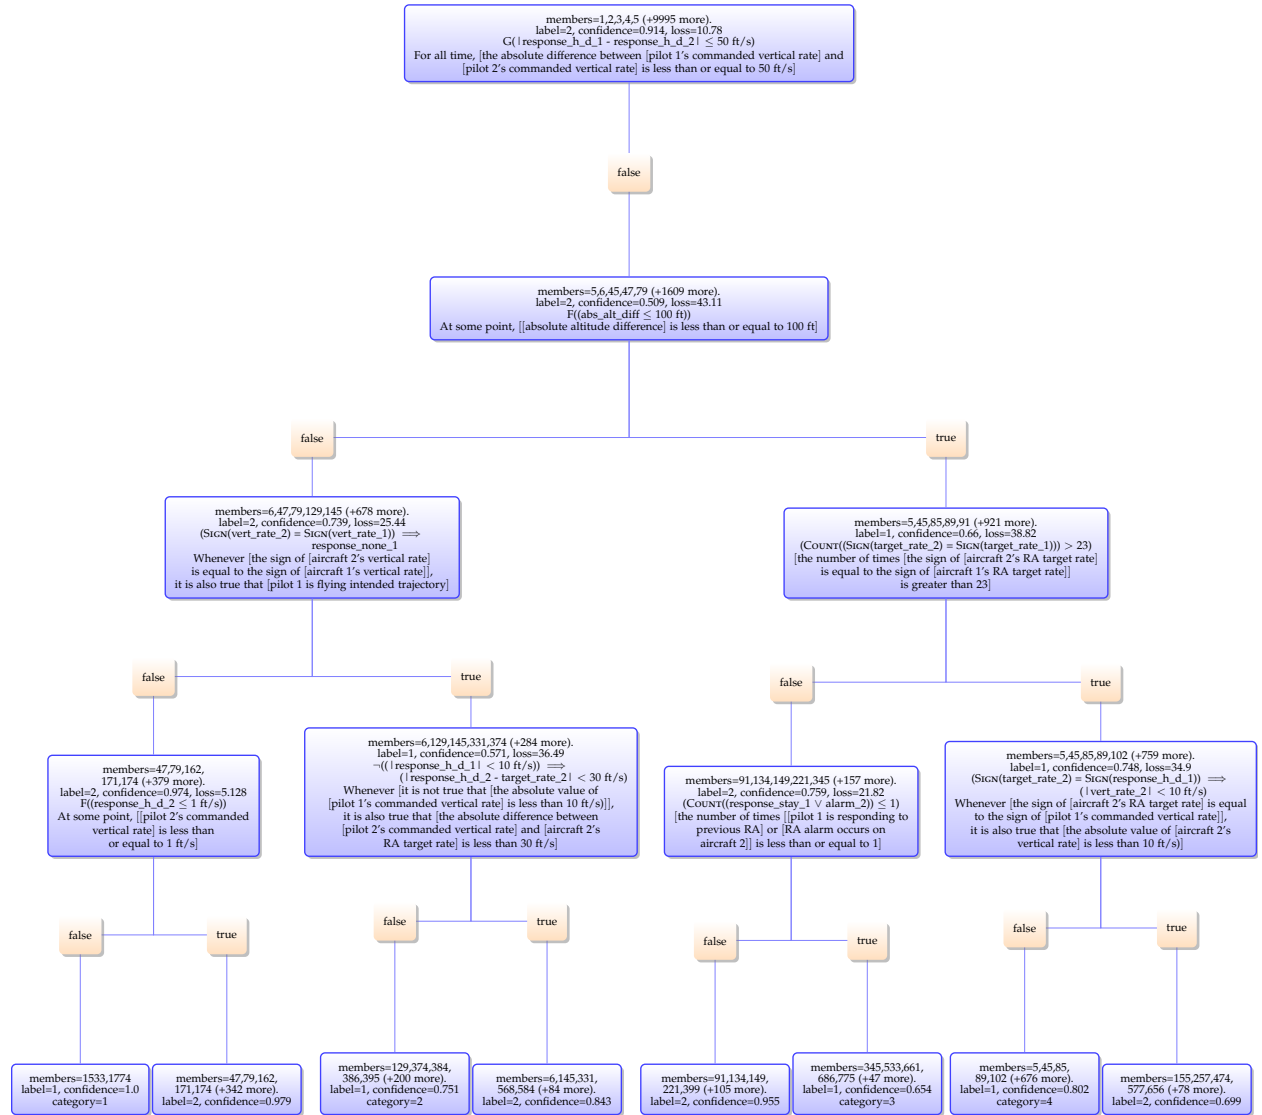 members=1,2,3,4,5 (+9995 more).
label=2, confidence=0.914, loss=10.78
G(|response_h_d_1 - response_h_d_2| ≤ 50 ft/s)
For all time, [the absolute difference between [pilot 1's commanded vertical rate] and
[pilot 2's commanded vertical rate] is less than or equal to 50 ft/s]
false
members=5,6,45,47,79 (+1609 more).
label=2, confidence=0.509, loss=43.11
F((abs_alt_diff ≤ 100 ft))
At some point, [[absolute altitude difference] is less than or equal to 100 ft]
false
true
members=6,47,79,129,145 (+678 more).
label=2, confidence=0.739, loss=25.44
(SIGN(vert_rate_2) = SIGN(vert_rate_1)) ⟹
response_none_1
Whenever [the sign of [aircraft 2's vertical rate]
is equal to the sign of [aircraft 1's vertical rate]],
it is also true that [pilot 1 is flying intended trajectory]
members=5,45,85,89,91 (+921 more).
label=1, confidence=0.66, loss=38.82
(COUNT((SIGN(target_rate_2) = SIGN(target_rate_1))) > 23)
[the number of times [the sign of [aircraft 2's RA target rate]
is equal to the sign of [aircraft 1's RA target rate]]
is greater than 23]
false
true
false
true
members=47,79,162,
171,174 (+379 more).
label=2, confidence=0.974, loss=5.128
F((response_h_d_2 ≤ 1 ft/s))
At some point, [[pilot 2's commanded
vertical rate] is less than
or equal to 1 ft/s]
members=6,129,145,331,374 (+284 more).
label=1, confidence=0.571, loss=36.49
¬((|response_h_d_1| < 10 ft/s)) ⟹
(|response_h_d_2 - target_rate_2| < 30 ft/s)
Whenever [it is not true that [the absolute value of
[pilot 1's commanded vertical rate] is less than 10 ft/s)]],
it is also true that [the absolute difference between
[pilot 2's commanded vertical rate] and [aircraft 2's
RA target rate] is less than 30 ft/s]
members=91,134,149,221,345 (+157 more).
label=2, confidence=0.759, loss=21.82
(COUNT((response_stay_1 ∨ alarm_2)) ≤ 1)
[the number of times [[pilot 1 is responding to
previous RA] or [RA alarm occurs on
aircraft 2]] is less than or equal to 1]
members=5,45,85,89,102 (+759 more).
label=1, confidence=0.748, loss=34.9
(SIGN(target_rate_2) = SIGN(response_h_d_1)) ⟹
(|vert_rate_2| < 10 ft/s)
Whenever [the sign of [aircraft 2's RA target rate] is equal
to the sign of [pilot 1's commanded vertical rate]],
it is also true that [the absolute value of [aircraft 2's
vertical rate] is less than 10 ft/s)]
false
true
false
true
false
true
false
true
members=1533,1774
label=1, confidence=1.0
category=1
members=47,79,162,
171,174 (+342 more).
label=2, confidence=0.979
members=129,374,384,
386,395 (+200 more).
label=1, confidence=0.751
category=2
members=6,145,331,
568,584 (+84 more).
label=2, confidence=0.843
members=91,134,149,
221,399 (+105 more).
label=2, confidence=0.955
members=345,533,661,
686,775 (+47 more).
label=1, confidence=0.654
category=3
members=5,45,85,
89,102 (+676 more).
label=1, confidence=0.802
category=4
members=155,257,474,
577,656 (+78 more).
label=2, confidence=0.699